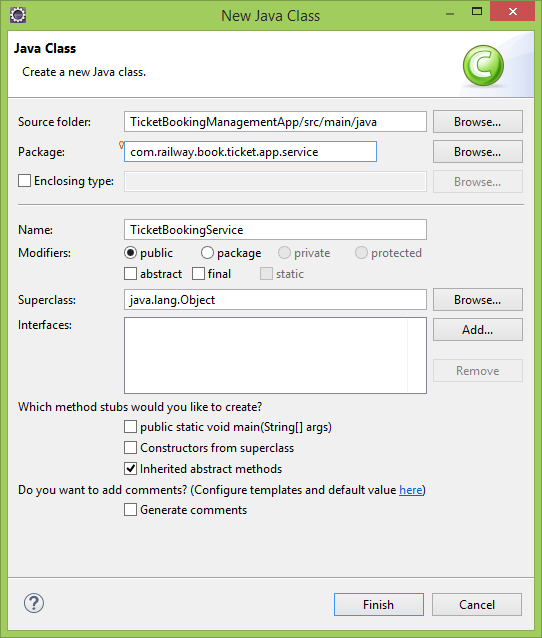 New Java Class
Java Class
Create a new Java class.
C
Source folder: TicketBookingManagementApp/src/main/java Browse...
Package: com.railway.book.ticket.app.service Browse...
Enclosing type: Browse...
Name: TicketBookingService
Modifiers: public package private protected
abstract final static
Superclass: java.lang.Object Browse...
Interfaces: Add...
Remove
Which method stubs would you like to create?
public static void main(String[] args)
Constructors from superclass
Inherited abstract methods
Do you want to add comments? (Configure templates and default value here)
Generate comments
? Finish Cancel